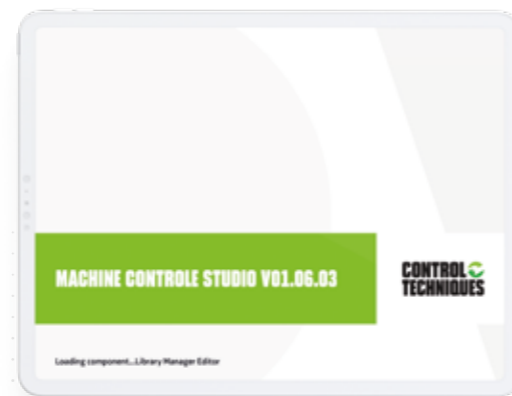 MACHINE CONTROLE STUDIO V01.06.03
CONTROL
TECHNIQUES
Loading component...Library Manager Editor